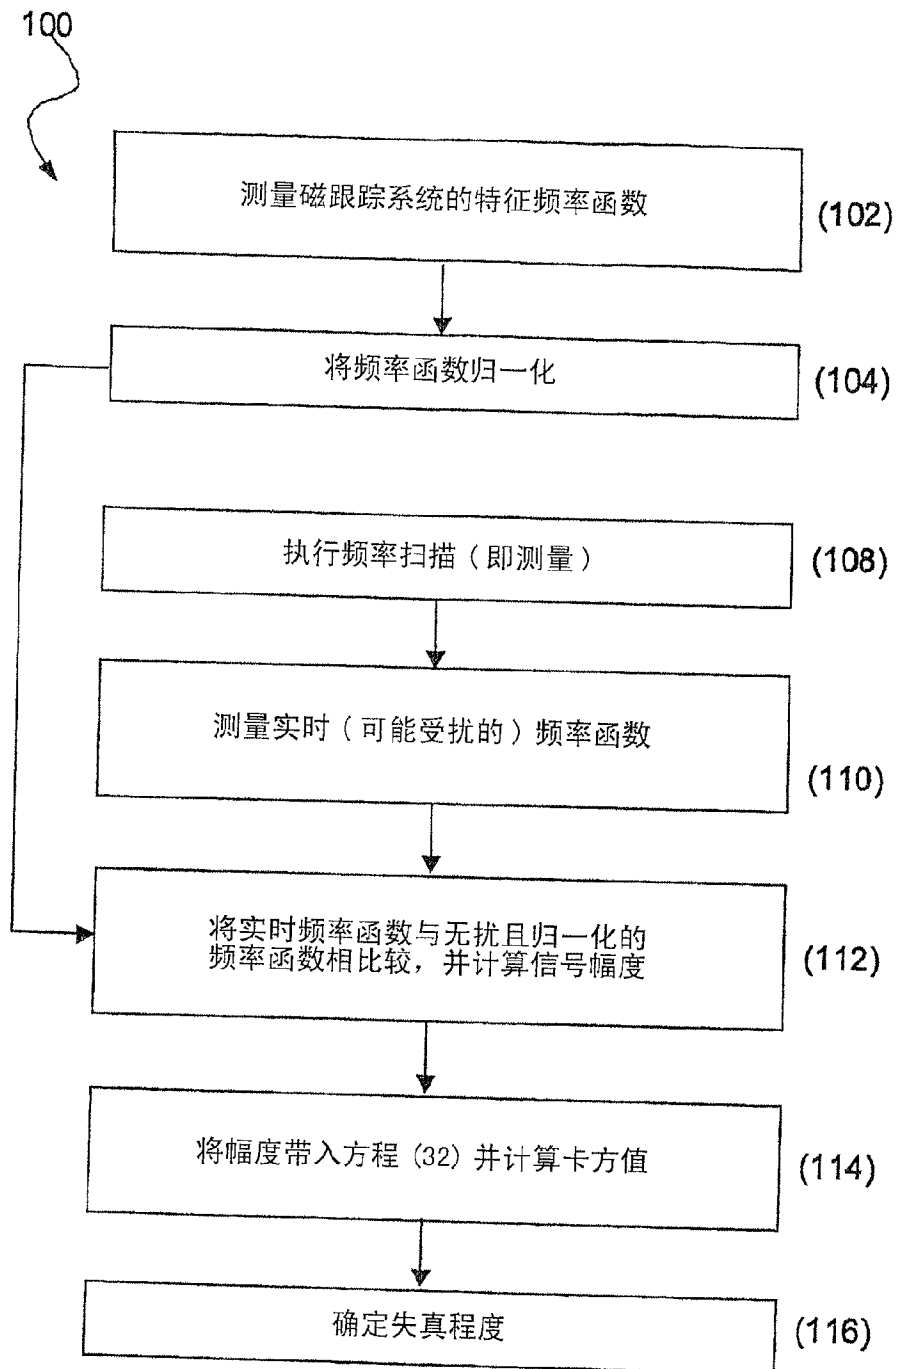 100
测量磁跟踪系统的特征频率函数
(102)
将频率函数归一化
(104)
执行频率扫描(即测量)
(108)
测量实时(可能受扰的)频率函数
(110)
将实时频率函数与无扰且归一化的
频率函数相比较，并计算信号幅度
(112)
将幅度带入方程(32)并计算卡方值
(114)
确定失真程度
(116)